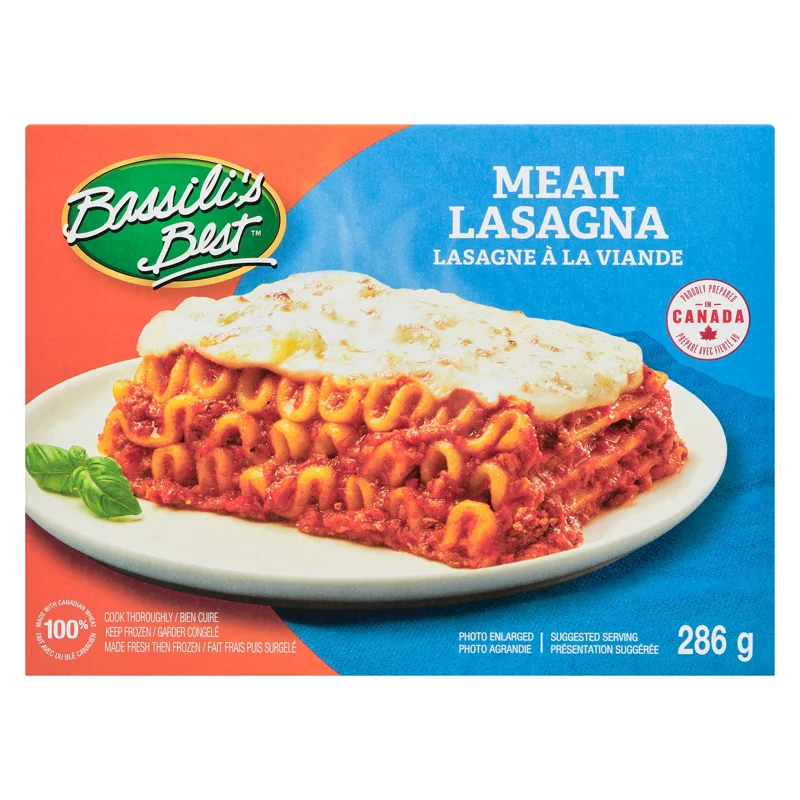 Bassili's
Best™
MEAT
LASAGNA
LASAGNE À LA VIANDE
PROUDLY PREPARED
IN
CANADA
PRÉPARÉ AVEC FIERTÉ AU
MADE WITH CANADIAN WHEAT
100%
FAIT AVEC DU BLÉ CANADIEN
COOK THOROUGHLY / BIEN CUIRE
KEEP FROZEN / GARDER CONGELÉ
MADE FRESH THEN FROZEN / FAIT FRAIS PUIS SURGELÉ
PHOTO ENLARGED | SUGGESTED SERVING
PHOTO AGRANDIE | PRÉSENTATION SUGGÉRÉE
286 g